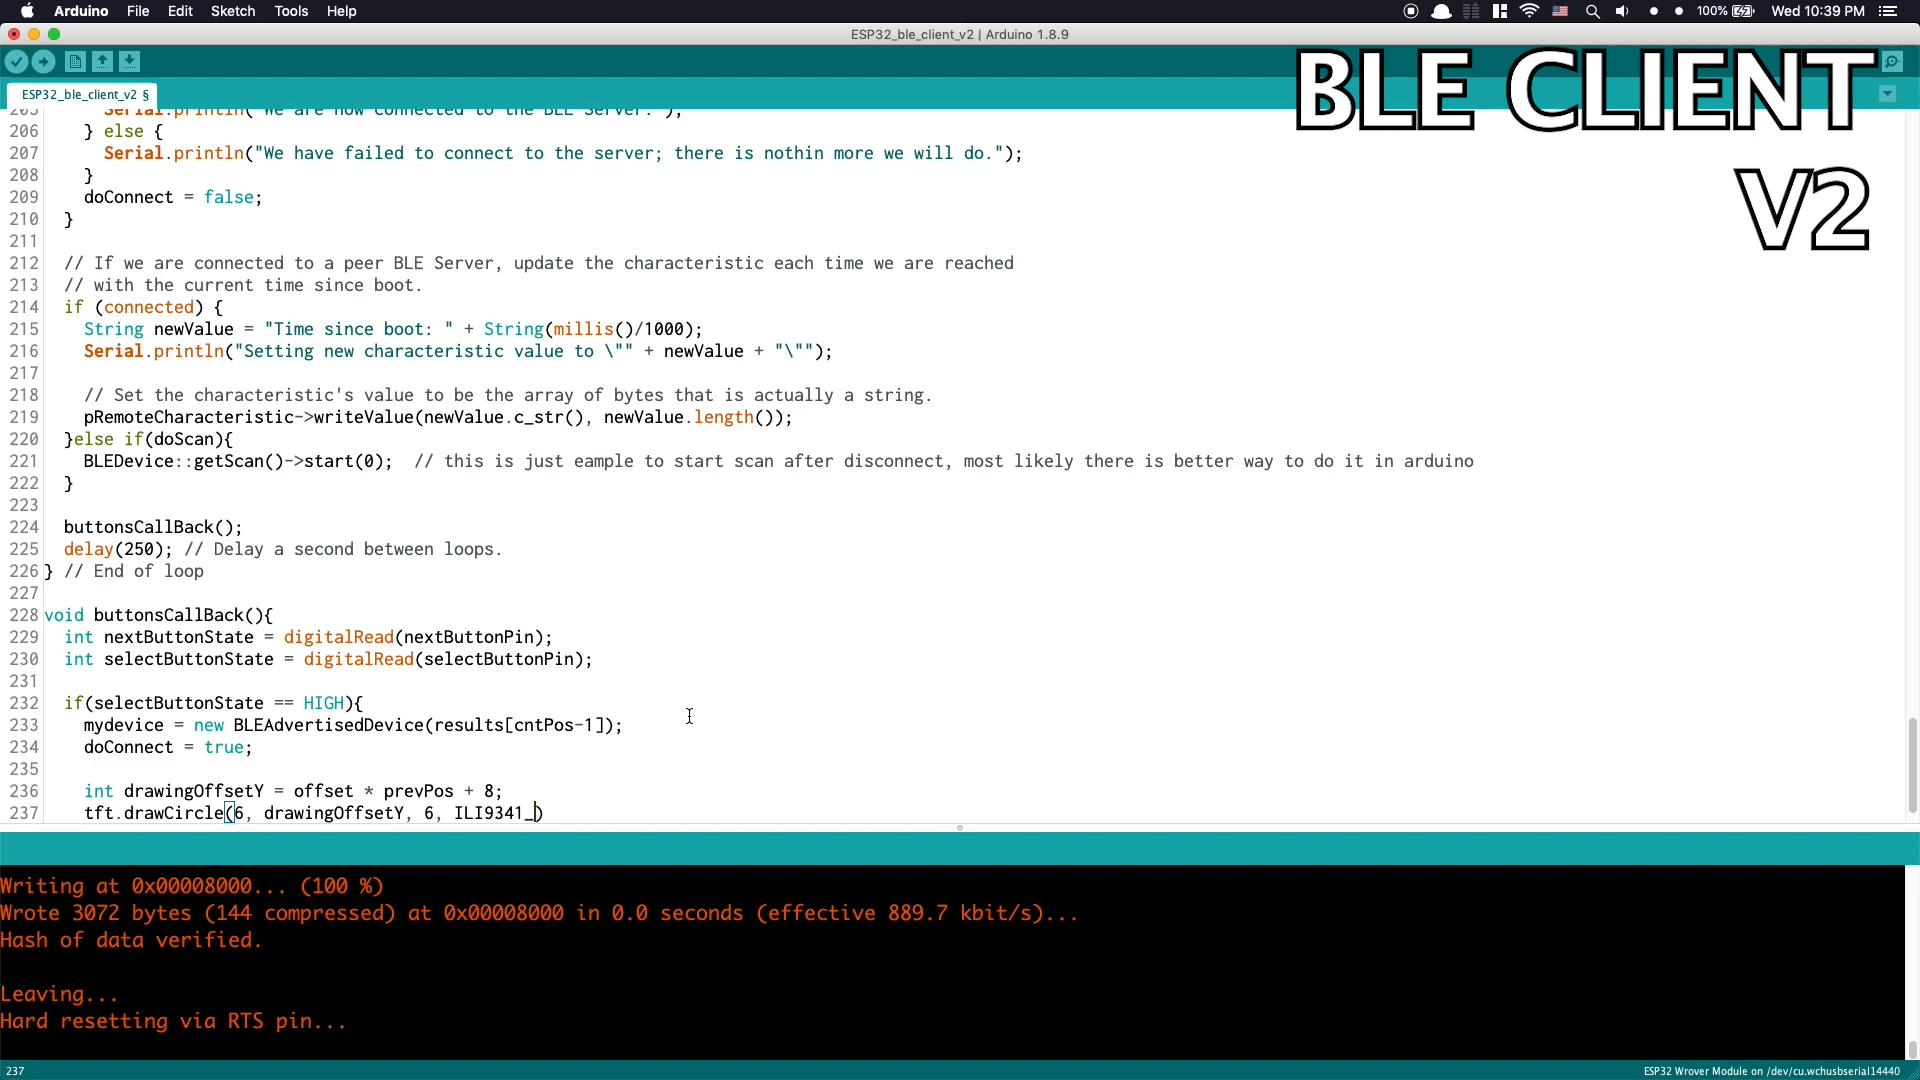 Arduino File Edit Sketch Tools Help 100% Wed 10:39 PM
ESP32_ble_client_v2 | Arduino 1.8.9
BLE CLIENT
V2
ESP32_ble_client_v2 §
205 Serial.println("We are now connected to the BLE Server.");
206 } else {
207 Serial.println("We have failed to connect to the server; there is nothin more we will do.");
208 }
209 doConnect = false;
210 }
211
212 // If we are connected to a peer BLE Server, update the characteristic each time we are reached
213 // with the current time since boot.
214 if (connected) {
215 String newValue = "Time since boot: " + String(millis()/1000);
216 Serial.println("Setting new characteristic value to \"" + newValue + "\"");
217
218 // Set the characteristic's value to be the array of bytes that is actually a string.
219 pRemoteCharacteristic->writeValue(newValue.c_str(), newValue.length());
220 }else if(doScan){
221 BLEDevice::getScan()->start(0); // this is just eample to start scan after disconnect, most likely there is better way to do it in arduino
222 }
223
224 buttonsCallBack();
225 delay(250); // Delay a second between loops.
226 } // End of loop
227
228 void buttonsCallBack(){
229 int nextButtonState = digitalRead(nextButtonPin);
230 int selectButtonState = digitalRead(selectButtonPin);
231
232 if(selectButtonState == HIGH){
233 mydevice = new BLEAdvertisedDevice(results[cntPos-1]);
234 doConnect = true;
235
236 int drawingOffsetY = offset * prevPos + 8;
237 tft.drawCircle(6, drawingOffsetY, 6, ILI9341_)
Writing at 0x00008000... (100 %)
Wrote 3072 bytes (144 compressed) at 0x00008000 in 0.0 seconds (effective 889.7 kbit/s)...
Hash of data verified.
Leaving...
Hard resetting via RTS pin...
237 ESP32 Wrover Module on /dev/cu.wchusbserial14440